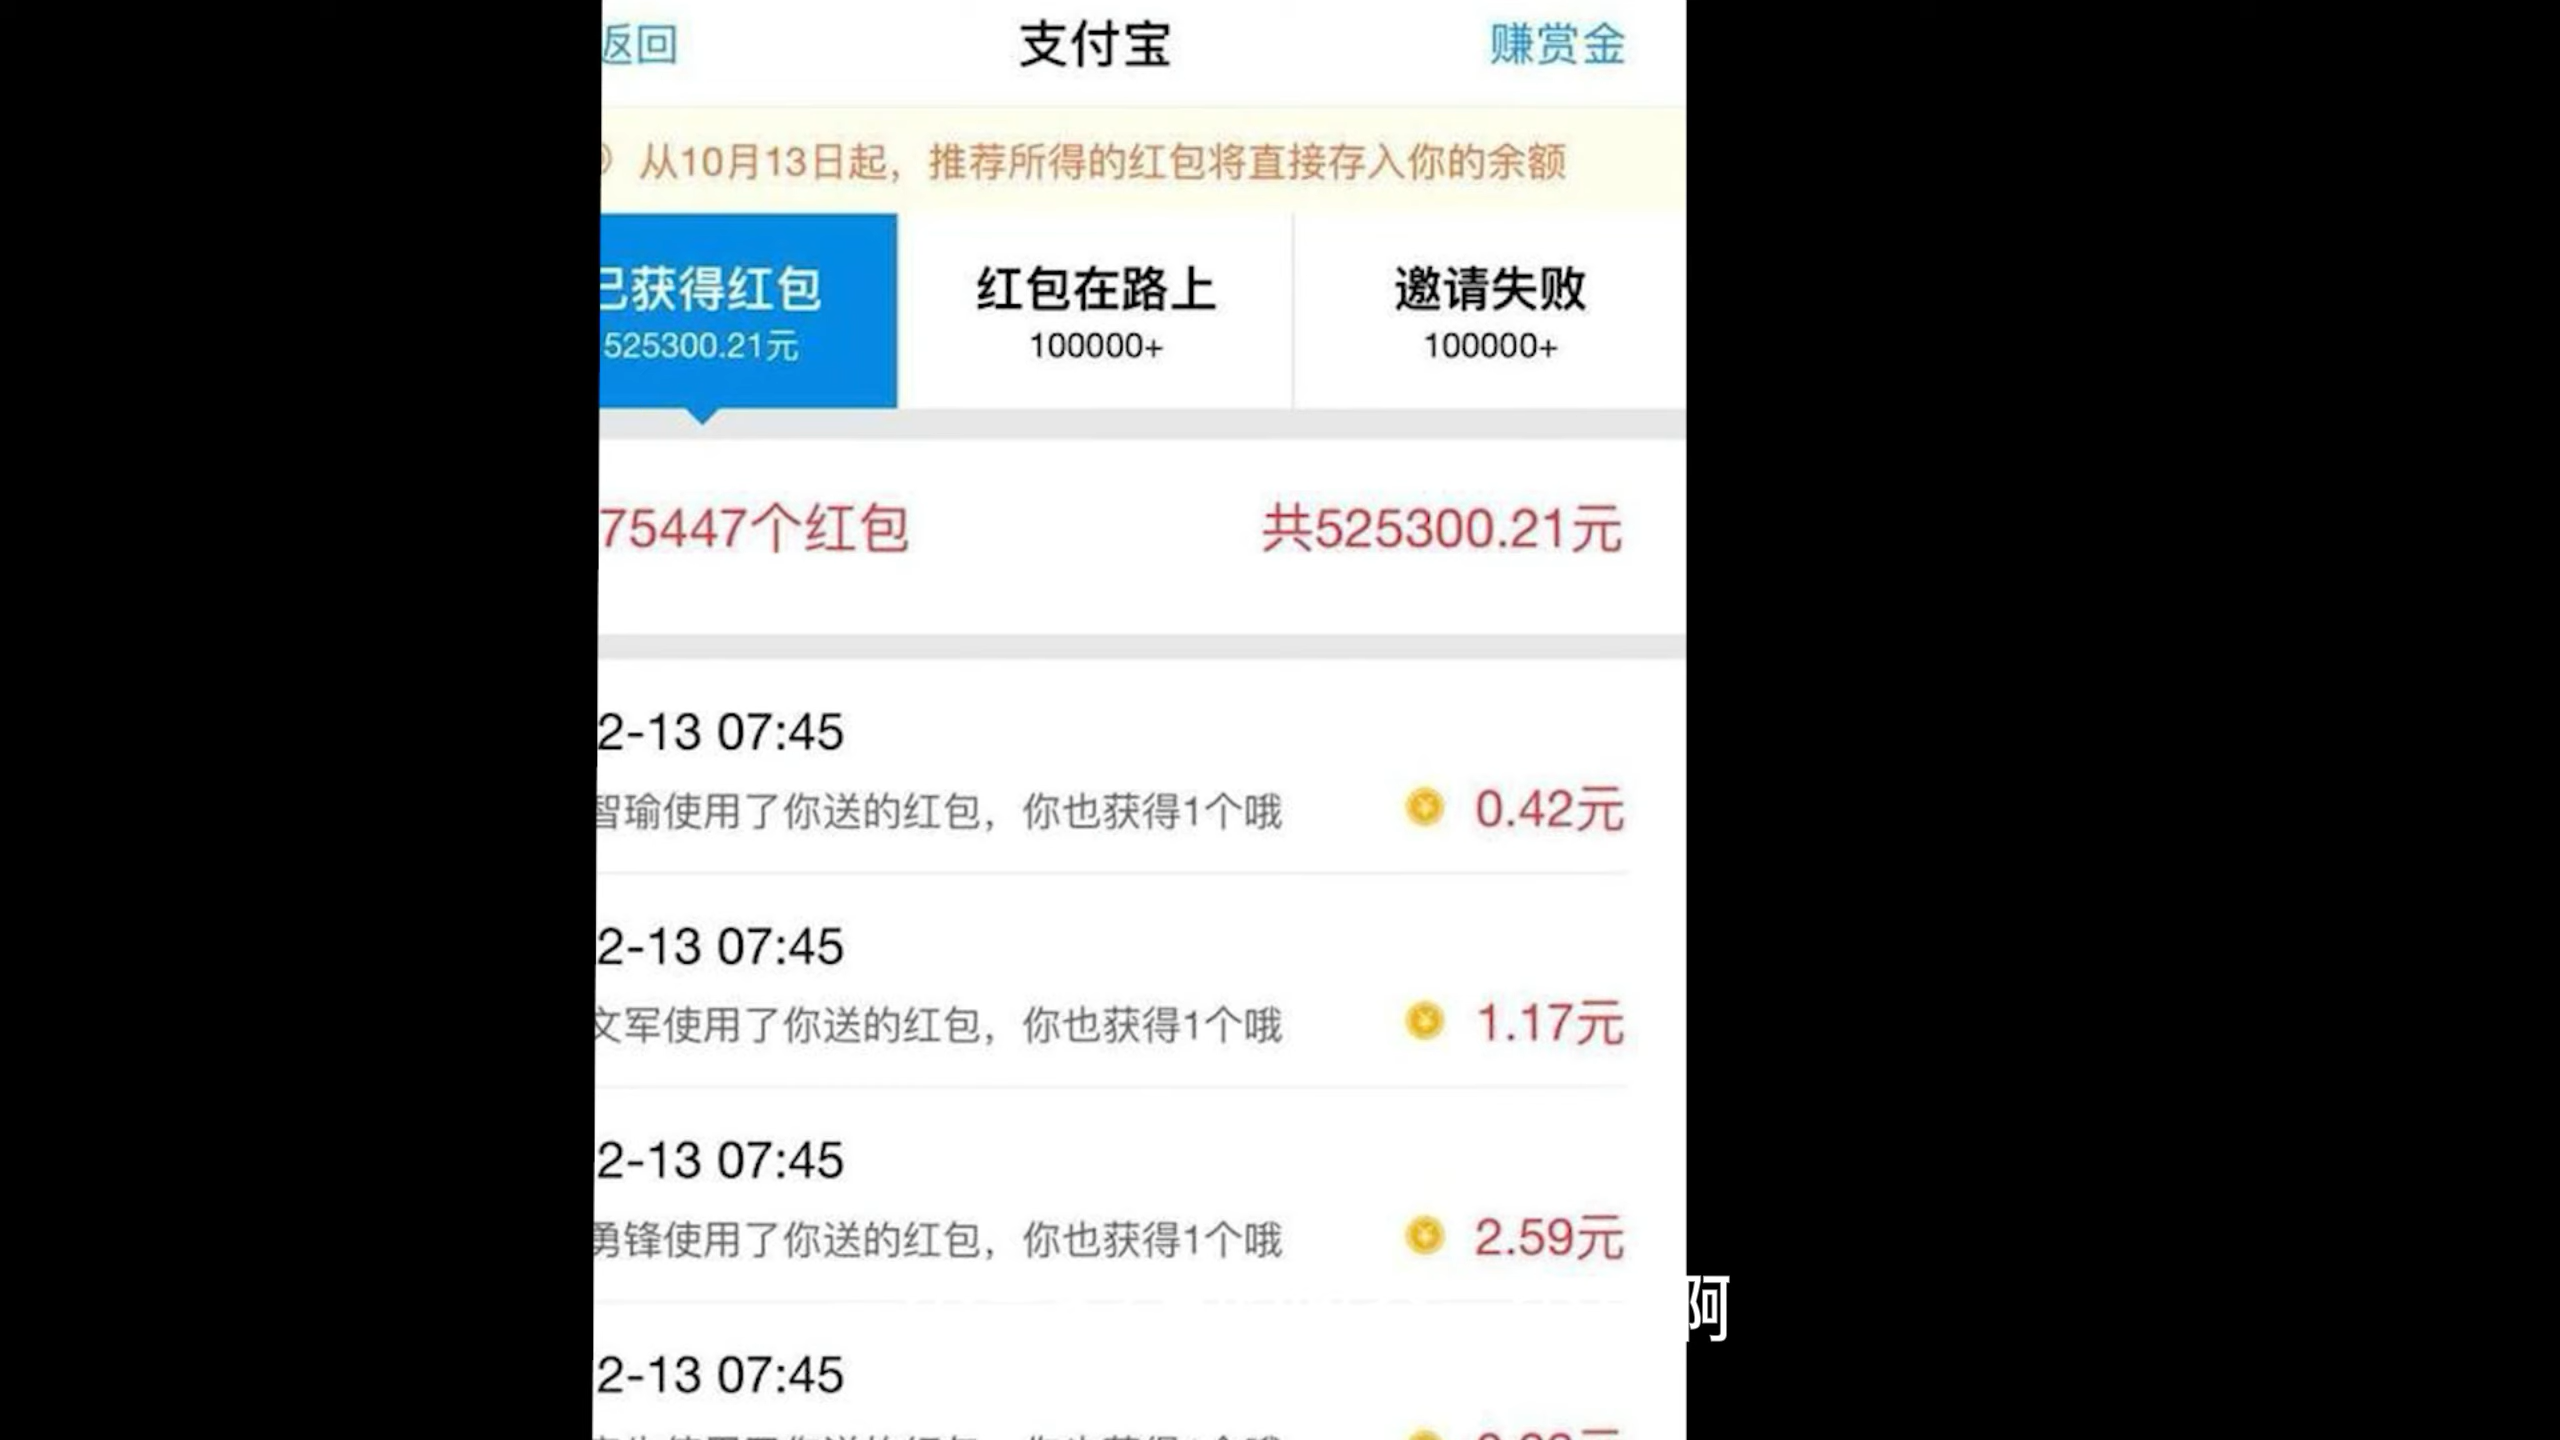 返回 支付宝 赚赏金
从10月13日起，推荐所得的红包将直接存入你的余额
已获得红包 红包在路上 邀请失败
525300.21元 100000+ 100000+
75447个红包 共525300.21元
2-13 07:45
智瑜使用了你送的红包，你也获得1个哦 0.42元
2-13 07:45
文军使用了你送的红包，你也获得1个哦 1.17元
2-13 07:45
勇锋使用了你送的红包，你也获得1个哦 2.59元
啊
2-13 07:45